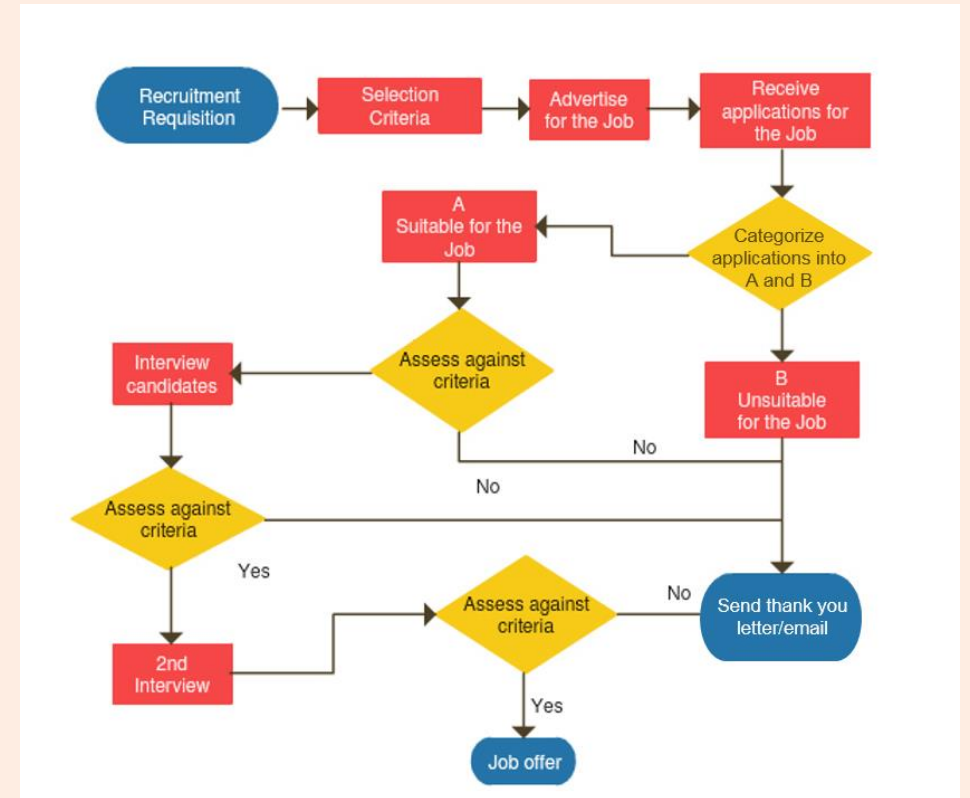 Recruitment
Requisition
Selection
Criteria
Advertise
for the Job
Receive
applications for
the Job
Categorize
applications into
A and B
A
Suitable for the
Job
Assess against
criteria
Interview
candidates
B
Unsuitable
for the Job
No
No
Assess against
criteria
Yes
2nd
Interview
Assess against
criteria
No
Send thank you
letter/email
Yes
Job offer